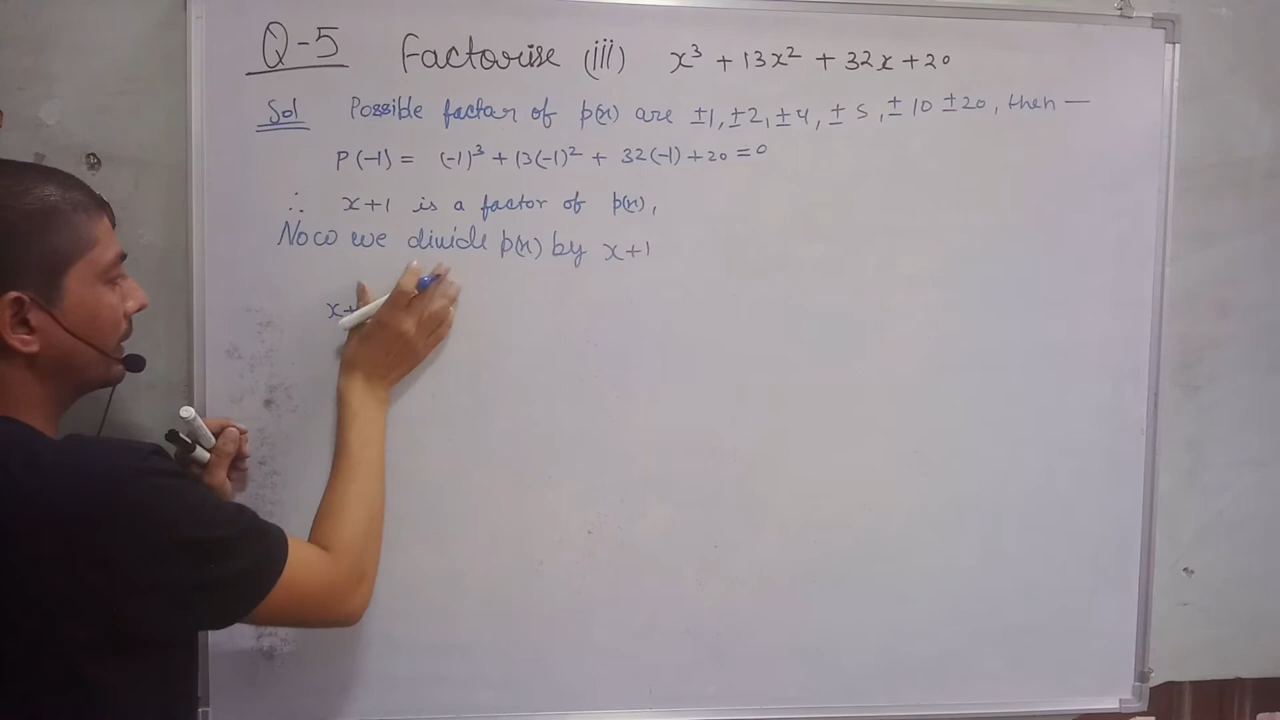 Q-5 Factorise (iii) x³ + 13x² + 32x + 20
Sol Possible factor of p(x) are ±1, ±2, ±4, ±5, ±10 ±20, then —
P(-1) = (-1)³ + 13(-1)² + 32(-1) + 20 = 0
∴ x+1 is a factor of p(x),
Now we divide p(x) by x+1
x+